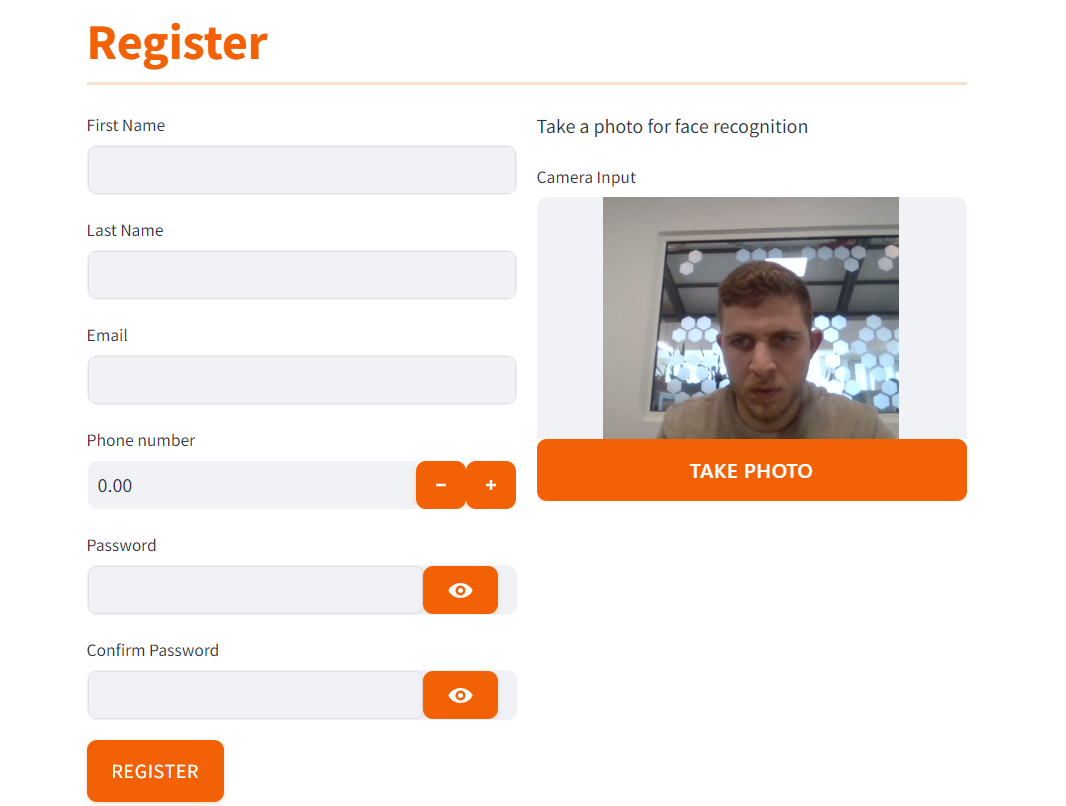 Register
First Name
Last Name
Email
Phone number
0.00
Password
Confirm Password
REGISTER
Take a photo for face recognition
Camera Input
TAKE PHOTO